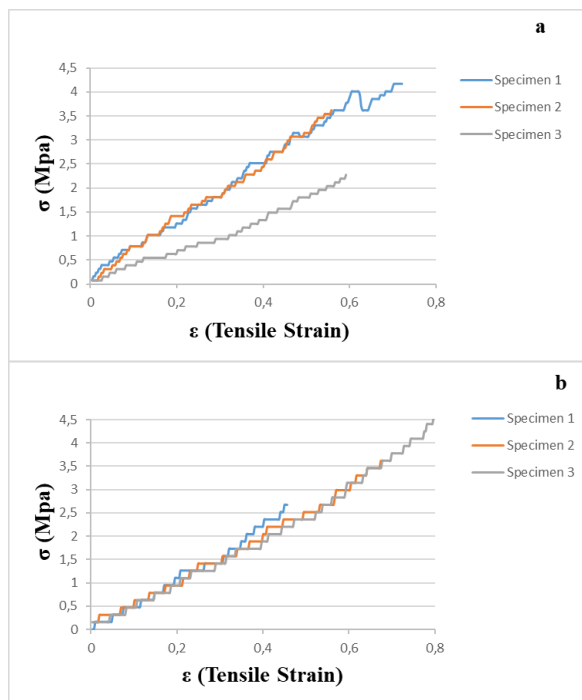 a
4,5
4
3,5
3
2,5
2
1,5
1
0,5
0
σ (Mpa)
0 0,2 0,4 0,6 0,8
ε (Tensile Strain)
Specimen 1
Specimen 2
Specimen 3
b
4,5
4
3,5
3
2,5
2
1,5
1
0,5
0
σ (Mpa)
0 0,2 0,4 0,6 0,8
ε (Tensile Strain)
Specimen 1
Specimen 2
Specimen 3